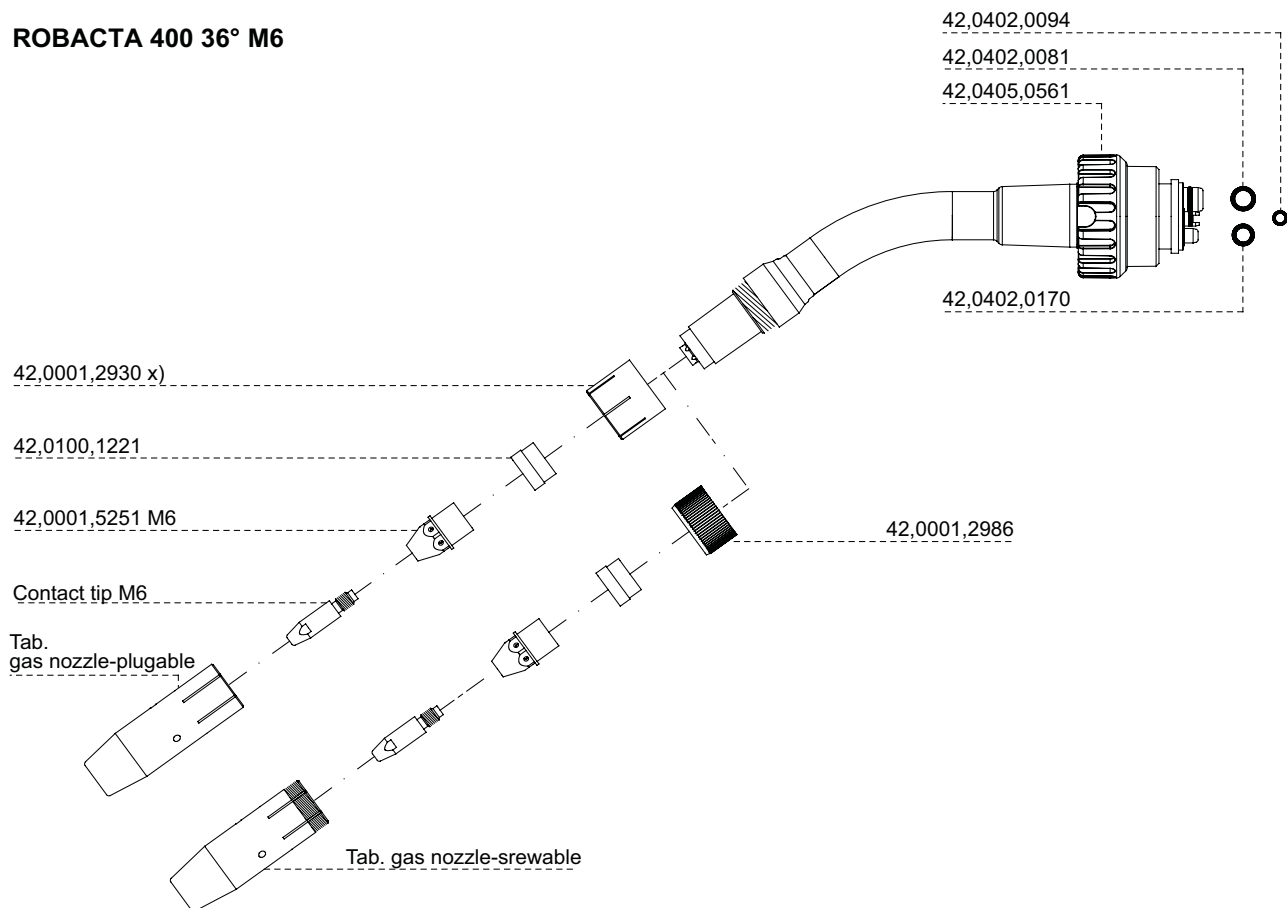 ROBACTA 400 36° M6
42,0402,0094
42,0402,0081
42,0405,0561
42,0402,0170
42,0001,2930 x)
42,0100,1221
42,0001,5251 M6
42,0001,2986
Contact tip M6
Tab.
gas nozzle-plugable
Tab. gas nozzle-srewable